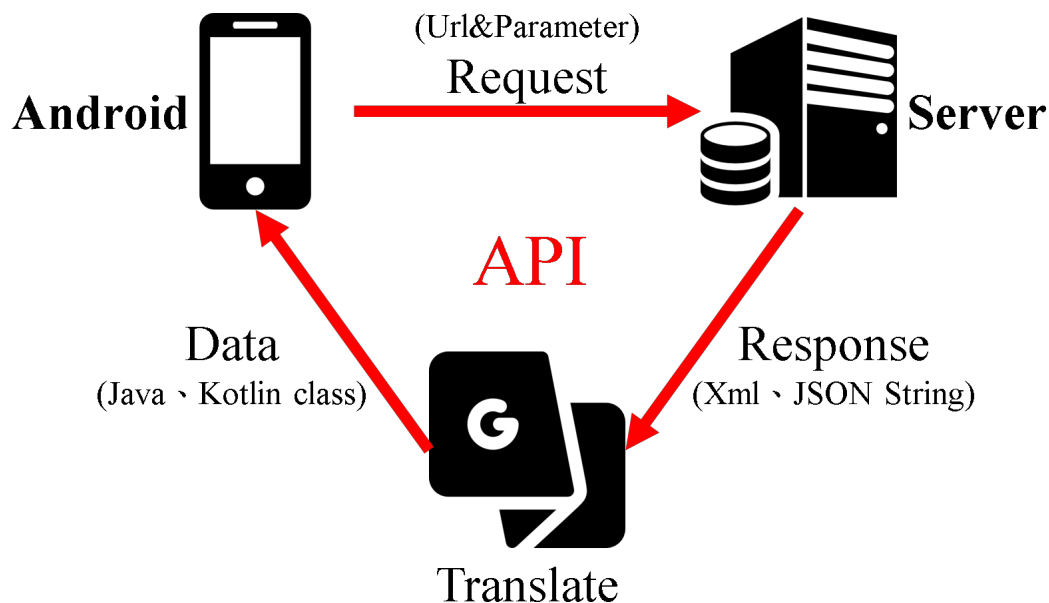 (Url&Parameter)
Request
Android
Server
API
Data
(Java、Kotlin class)
Response
(Xml、JSON String)
G
Translate